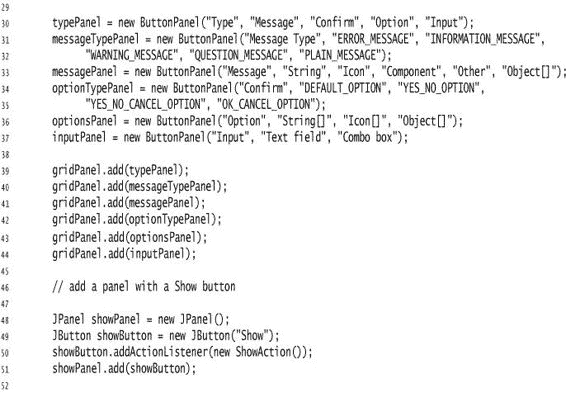 29
30 typePanel = new ButtonPanel("Type", "Message", "Confirm", "Option", "Input");
31 messageTypePanel = new ButtonPanel("Message Type", "ERROR_MESSAGE", "INFORMATION_MESSAGE",
32 "WARNING_MESSAGE", "QUESTION_MESSAGE", "PLAIN_MESSAGE");
33 messagePanel = new ButtonPanel("Message", "String", "Icon", "Component", "Other", "Object[]");
34 optionTypePanel = new ButtonPanel("Confirm", "DEFAULT_OPTION", "YES_NO_OPTION",
35 "YES_NO_CANCEL_OPTION", "OK_CANCEL_OPTION");
36 optionsPanel = new ButtonPanel("Option", "String[]", "Icon[]", "Object[]");
37 inputPanel = new ButtonPanel("Input", "Text field", "Combo box");
38
39 gridPanel.add(typePanel);
40 gridPanel.add(messageTypePanel);
41 gridPanel.add(messagePanel);
42 gridPanel.add(optionTypePanel);
43 gridPanel.add(optionsPanel);
44 gridPanel.add(inputPanel);
45
46 // add a panel with a Show button
47
48 JPanel showPanel = new JPanel();
49 JButton showButton = new JButton("Show");
50 showButton.addActionListener(new ShowAction());
51 showPanel.add(showButton);
52